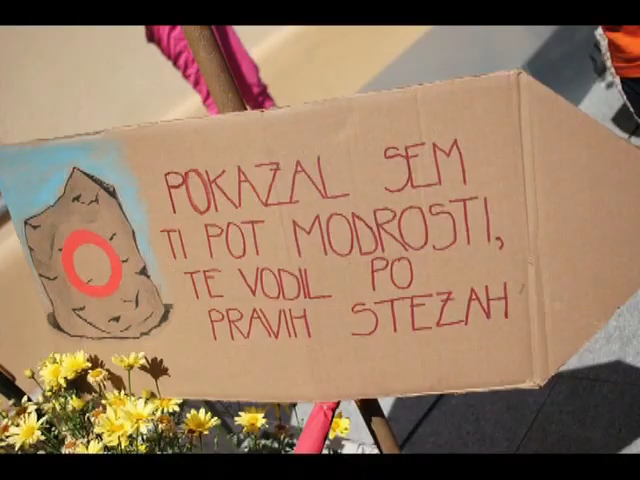 POKAZAL SEM
TI POT MODROSTI,
TE VODIL PO
PRAVIH STEZAH